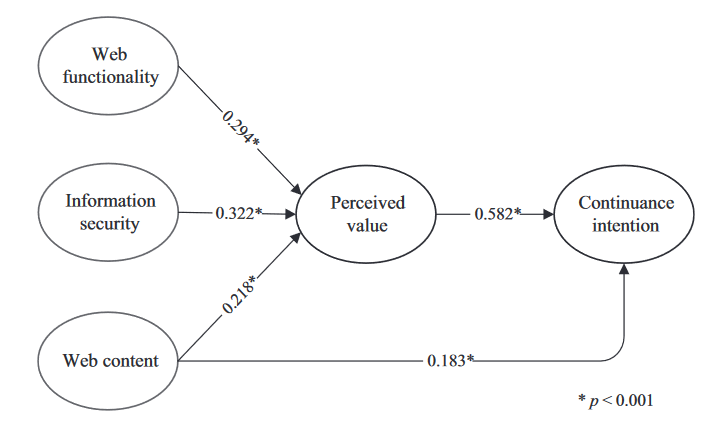 Web
functionality
0.294*
Information
security
0.322*
Perceived
value
0.582*
Continuance
intention
0.218*
Web content
0.183*
* p < 0.001